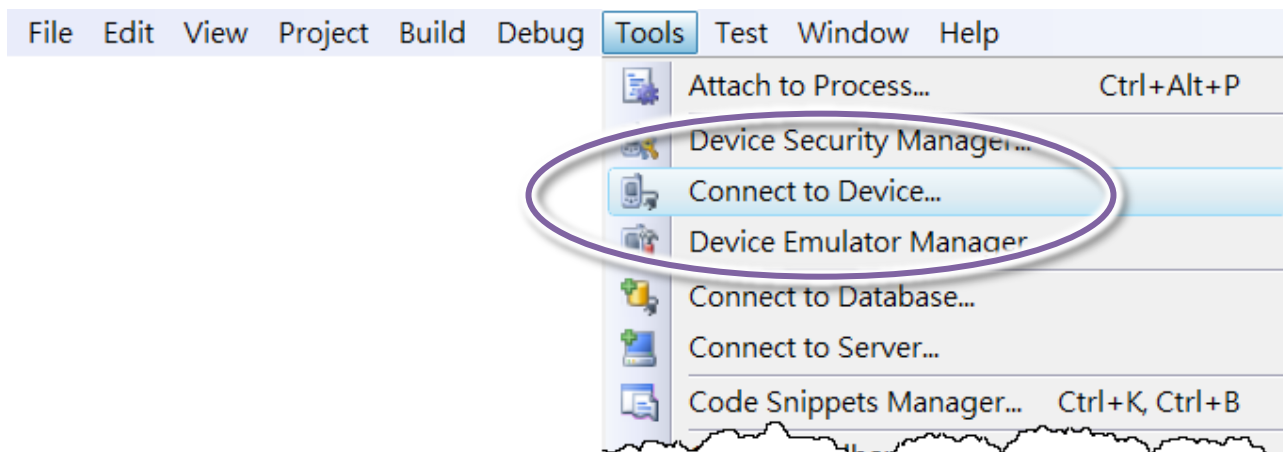 File Edit View Project Build Debug Tools Test Window Help
Attach to Process... Ctrl+Alt+P
Device Security Manager...
Connect to Device...
Device Emulator Manager
Connect to Database...
Connect to Server...
Code Snippets Manager... Ctrl+K, Ctrl+B